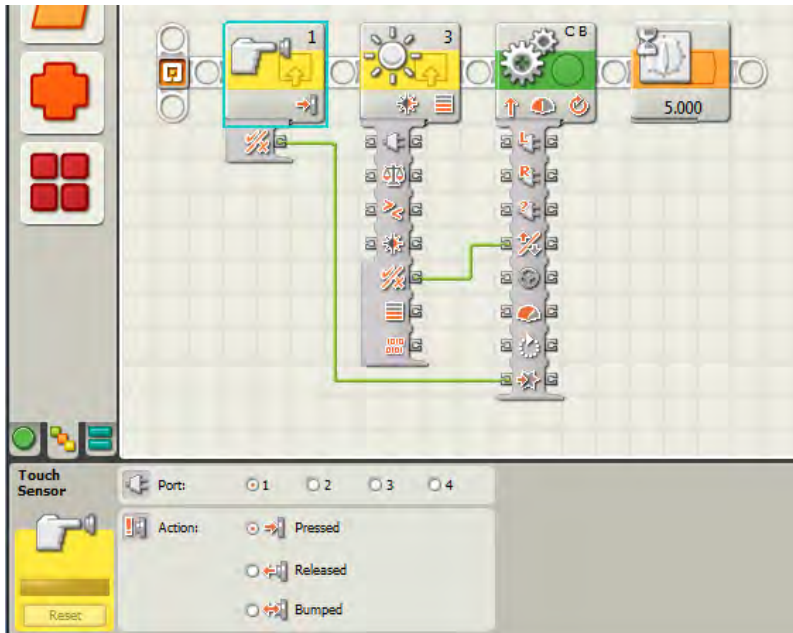 1
3
C B
5.000
Touch
Sensor
Port: 1 2 3 4
Action: Pressed
Released
Bumped
Reset